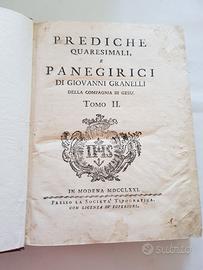 PREDICHE
QUARESIMALI,
E
PANEGIRICI
DI GIOVANNI GRANELLI
DELLA COMPAGNIA DI GESU'.
TOMO II.
IHS
IN MODENA MDCCLXXI.
PRESSO LA SOCIETA' TIPOGRAFICA.
CON LICENZA DE' SUPERIORI.
subito